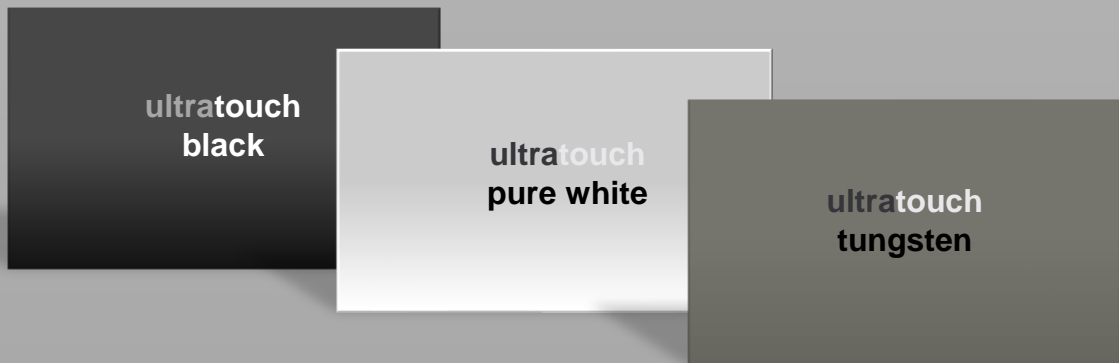 ultratouch
black
ultratouch
pure white
ultratouch
tungsten